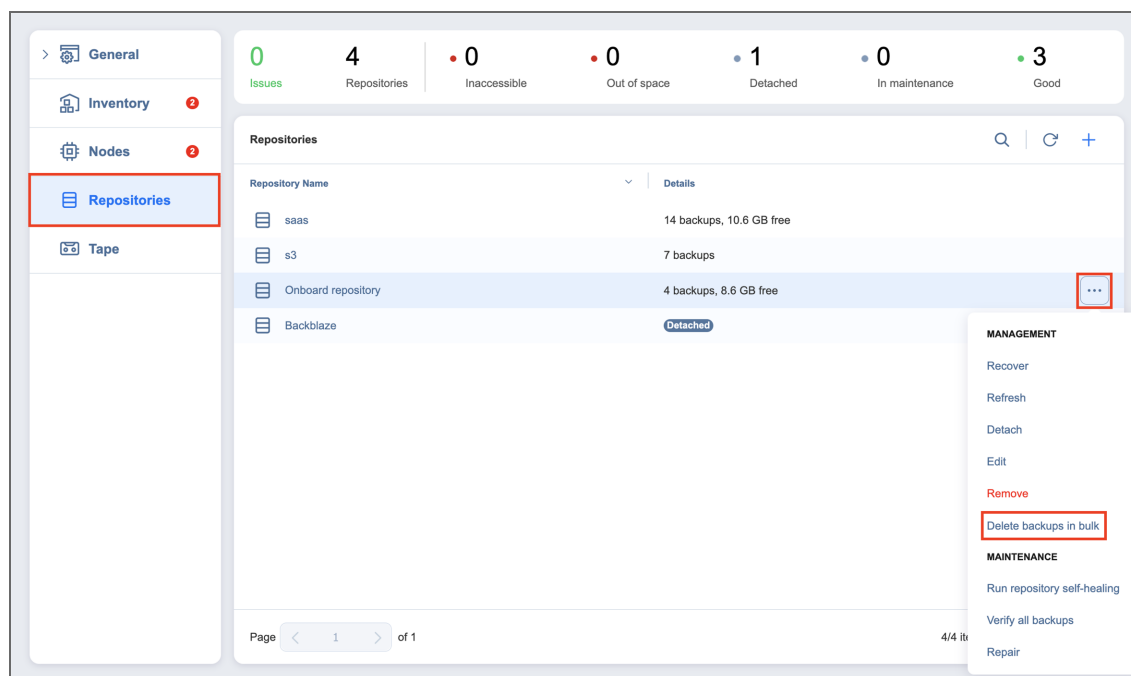 General
Inventory 2
Nodes 2
Repositories
Tape
0 4 0 0 1 0 3
Issues Repositories Inaccessible Out of space Detached In maintenance Good
Repositories
Repository Name Details
saas 14 backups, 10.6 GB free
s3 7 backups
Onboard repository 4 backups, 8.6 GB free ...
Backblaze Detached
MANAGEMENT
Recover
Refresh
Detach
Edit
Remove
Delete backups in bulk
MAINTENANCE
Run repository self-healing
Verify all backups
Repair
Page 1 of 1 4/4